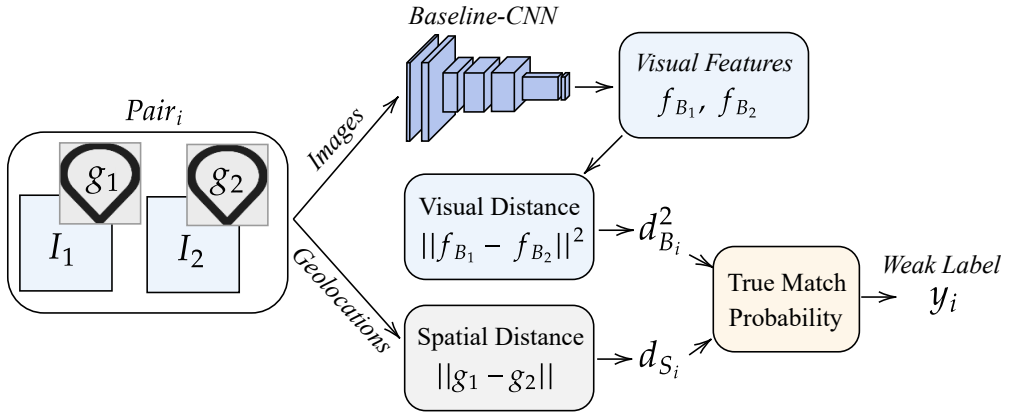 Baseline-CNN
Pair_i
g_1
g_2
I_1
I_2
Images
Geolocations
Visual Features
f_{B_1}, f_{B_2}
Visual Distance
||f_{B_1} − f_{B_2}||^2
d^2_{B_i}
Spatial Distance
||g_1 − g_2||
d_{S_i}
True Match
Probability
Weak Label
y_i